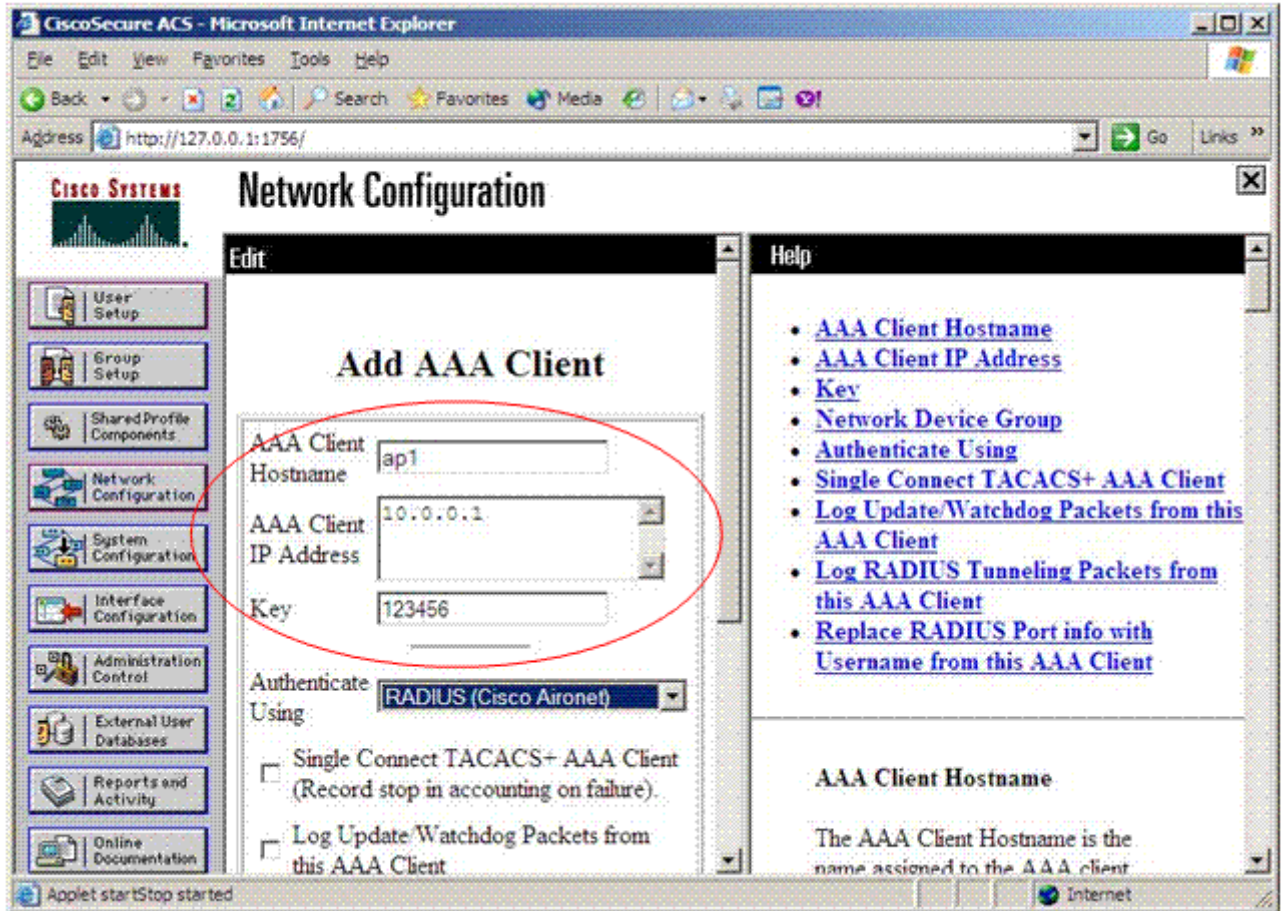 CiscoSecure ACS - Microsoft Internet Explorer
File Edit View Favorites Tools Help
Back Search Favorites Media
Address http://127.0.0.1:1756/ Go Links »
CISCO SYSTEMS
Network Configuration
User
Setup
Group
Setup
Shared Profile
Components
Network
Configuration
System
Configuration
Interface
Configuration
Administration
Control
External User
Databases
Reports and
Activity
Online
Documentation
Edit
Add AAA Client
AAA Client
Hostname
ap1
AAA Client
IP Address
10.0.0.1
Key
123456
Authenticate
Using
RADIUS (Cisco Aironet)
Single Connect TACACS+ AAA Client
(Record stop in accounting on failure).
Log Update/Watchdog Packets from
this AAA Client
Help
• AAA Client Hostname
• AAA Client IP Address
• Key
• Network Device Group
• Authenticate Using
• Single Connect TACACS+ AAA Client
• Log Update/Watchdog Packets from this
AAA Client
• Log RADIUS Tunneling Packets from
this AAA Client
• Replace RADIUS Port info with
Username from this AAA Client
AAA Client Hostname
The AAA Client Hostname is the
name assigned to the AAA client
Applet startStop started
Internet